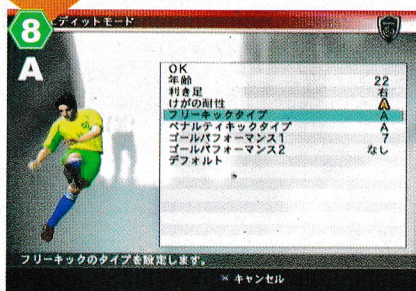 8
エディットモード
A
OK
年齢 22
利き足 右
けがの耐性 A
フリーキックタイプ A
ペナルティキックタイプ A
ゴールパフォーマンス1 7
ゴールパフォーマンス2 なし
デフォルト
フリーキックのタイプを設定します。
× キャンセル